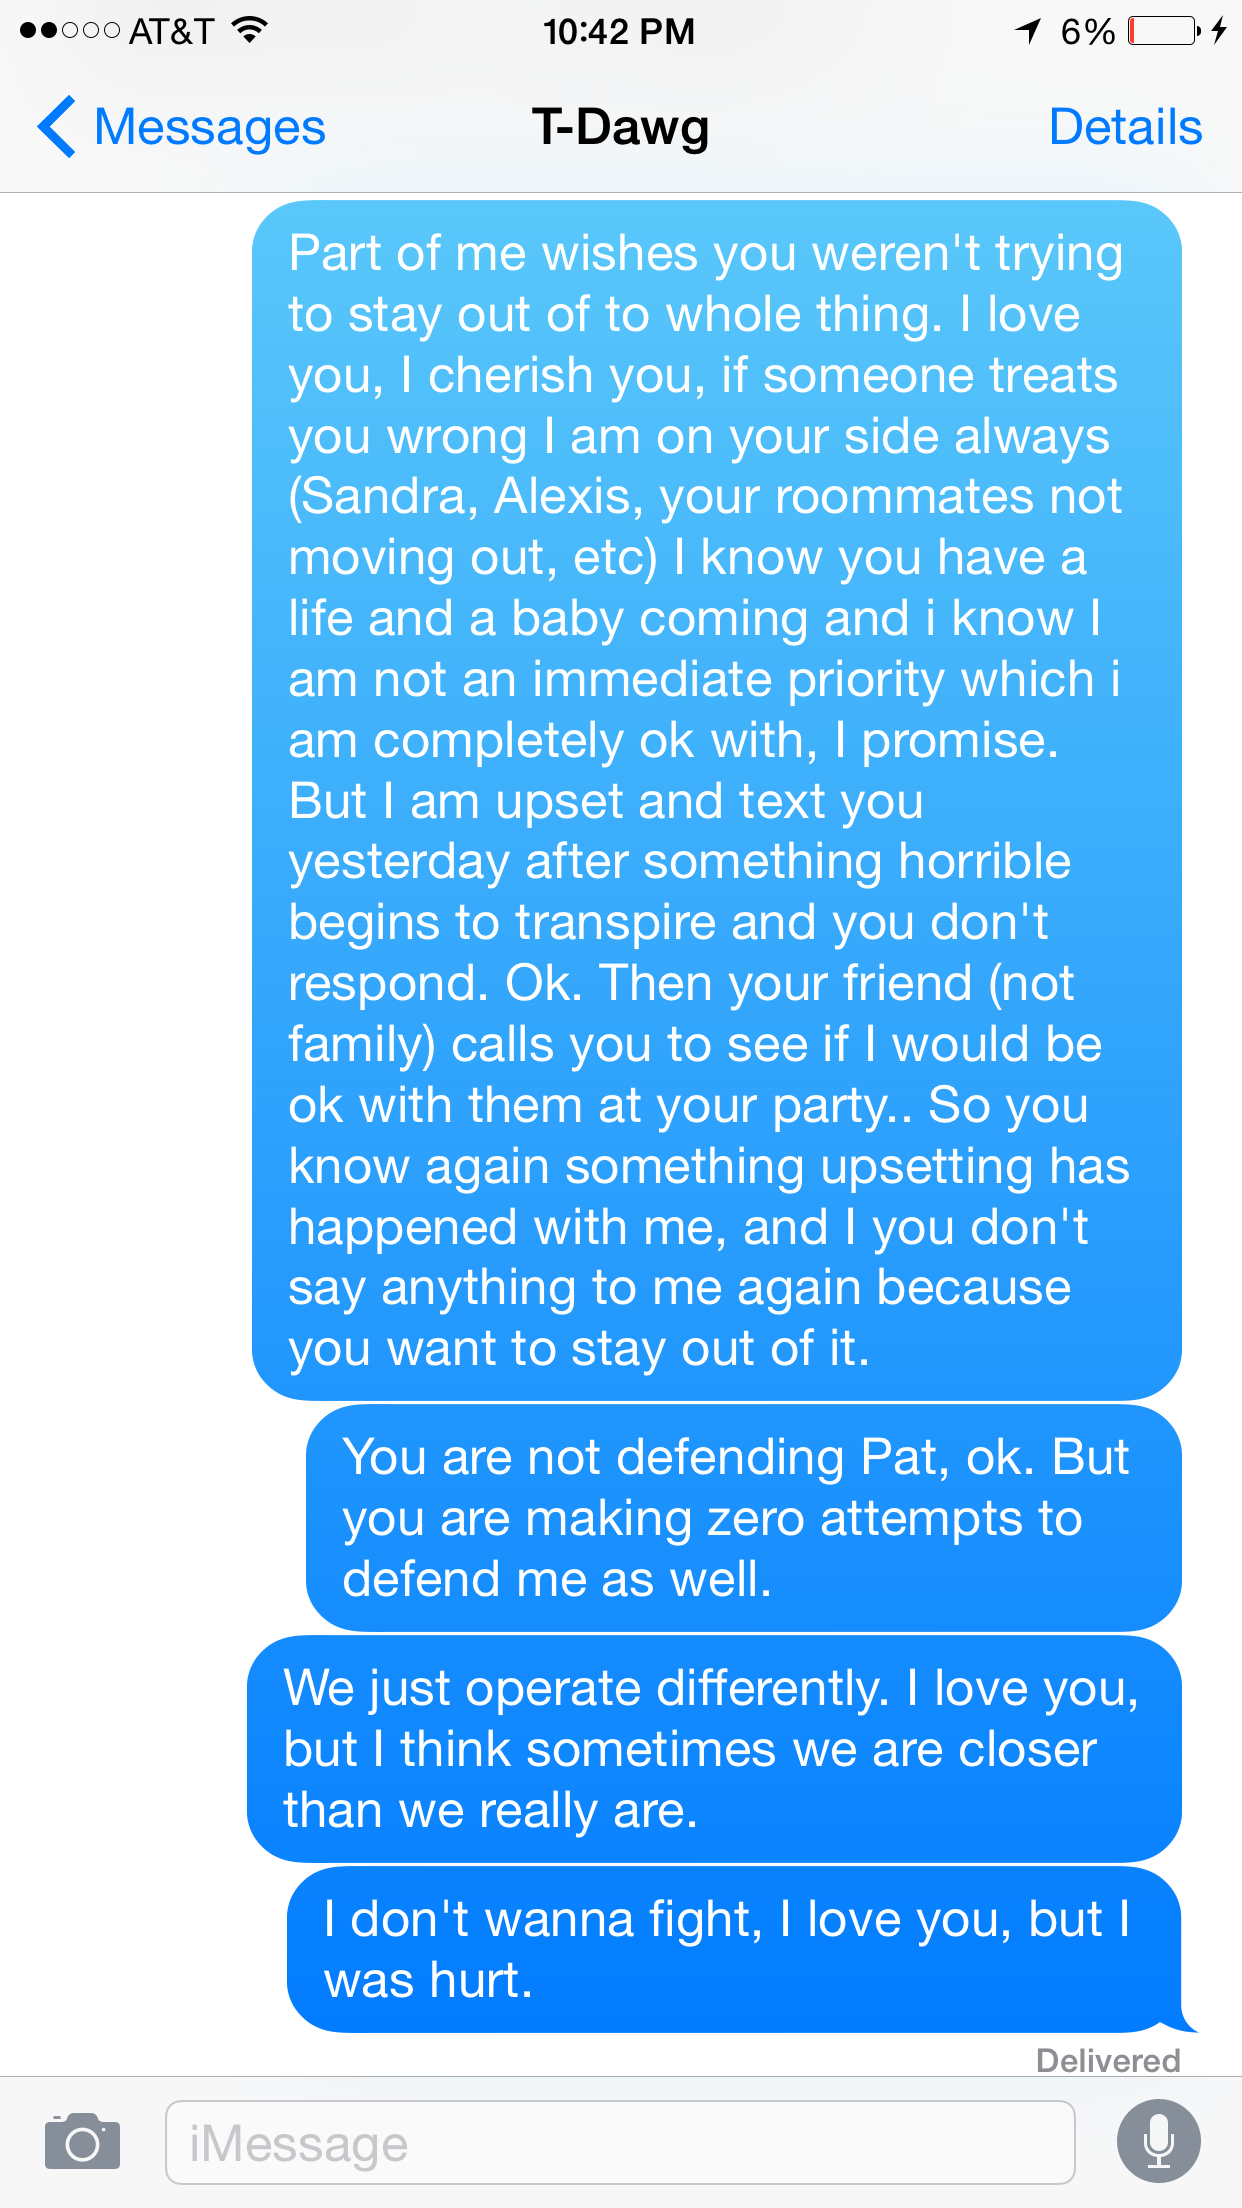 AT&T 10:42 PM 6%
Messages T-Dawg Details
Part of me wishes you weren't trying
to stay out of to whole thing. I love
you, I cherish you, if someone treats
you wrong I am on your side always
(Sandra, Alexis, your roommates not
moving out, etc) I know you have a
life and a baby coming and i know I
am not an immediate priority which i
am completely ok with, I promise.
But I am upset and text you
yesterday after something horrible
begins to transpire and you don't
respond. Ok. Then your friend (not
family) calls you to see if I would be
ok with them at your party.. So you
know again something upsetting has
happened with me, and I you don't
say anything to me again because
you want to stay out of it.
You are not defending Pat, ok. But
you are making zero attempts to
defend me as well.
We just operate differently. I love you,
but I think sometimes we are closer
than we really are.
I don't wanna fight, I love you, but I
was hurt.
Delivered
iMessage